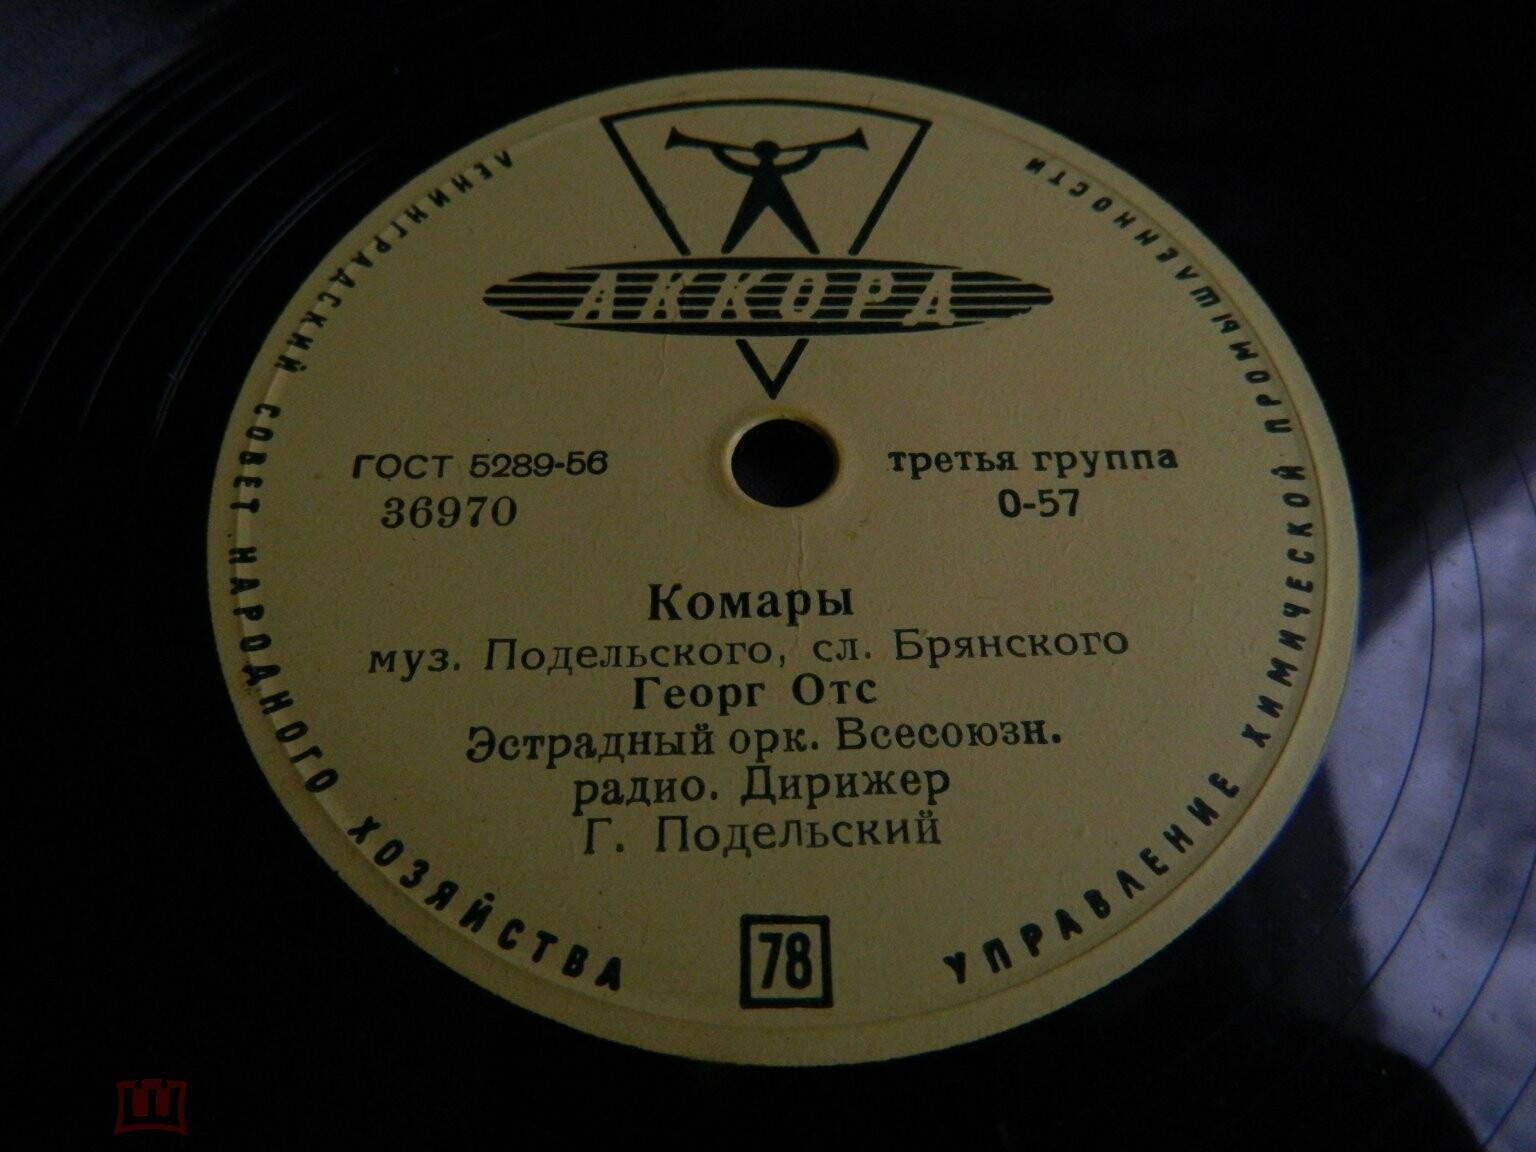 АККОРД
ЛЕНИНГРАДСКИЙ СОВЕТ НАРОДНОГО ХОЗЯЙСТВА
УПРАВЛЕНИЕ ХИМИЧЕСКОЙ ПРОМЫШЛЕННОСТИ
ГОСТ 5289-56
36970
третья группа
0-57
Комары
муз. Подельского, сл. Брянского
Георг Отс
Эстрадный орк. Всесоюзн.
радио. Дирижер
Г. Подельский
78